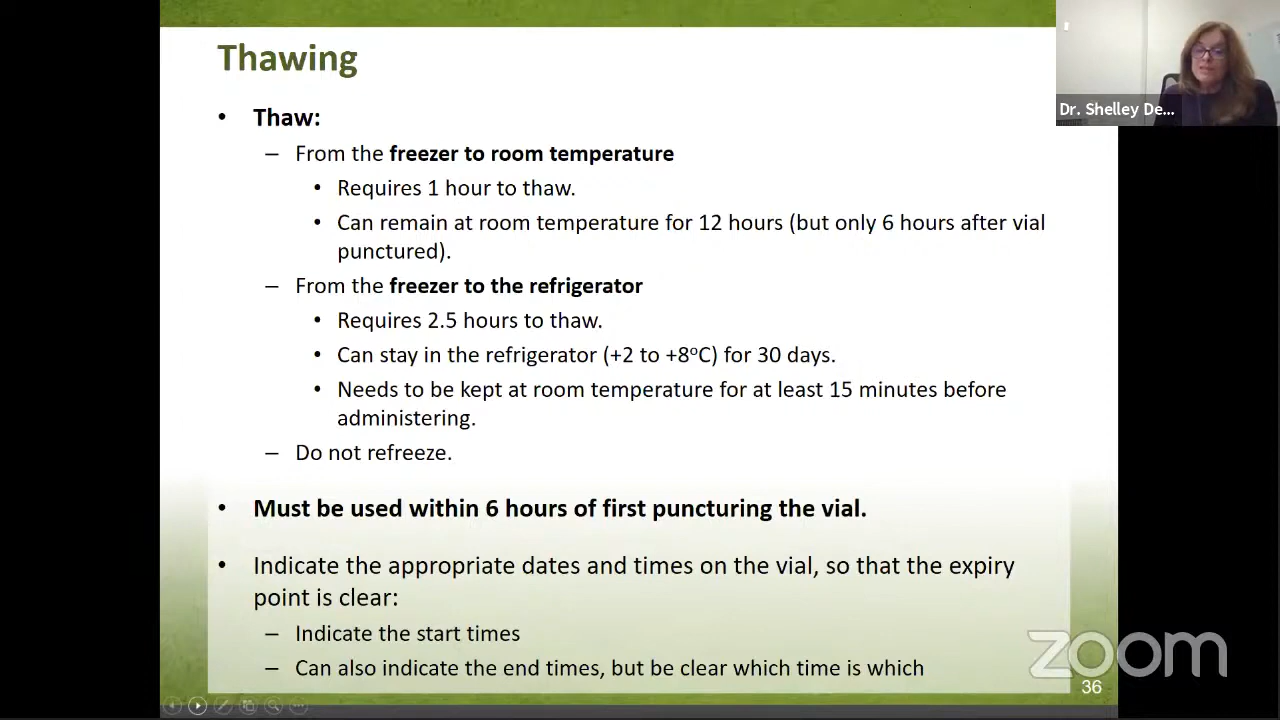 Thawing
Dr. Shelley De...
• Thaw:
– From the freezer to room temperature
• Requires 1 hour to thaw.
• Can remain at room temperature for 12 hours (but only 6 hours after vial
punctured).
– From the freezer to the refrigerator
• Requires 2.5 hours to thaw.
• Can stay in the refrigerator (+2 to +8ºC) for 30 days.
• Needs to be kept at room temperature for at least 15 minutes before
administering.
– Do not refreeze.
• Must be used within 6 hours of first puncturing the vial.
• Indicate the appropriate dates and times on the vial, so that the expiry
point is clear:
– Indicate the start times
– Can also indicate the end times, but be clear which time is which
zoom
36